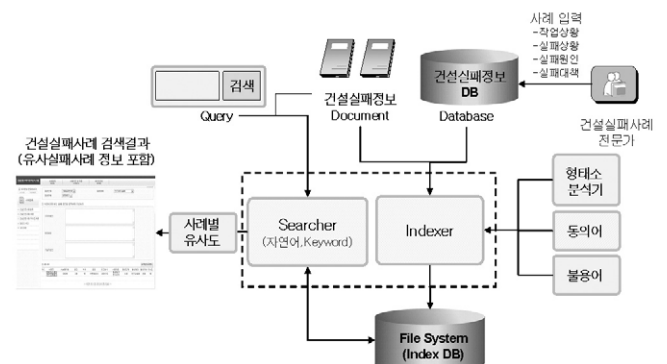 사례 입력
-작업상황
-실패상황
-실패원인
-실패대책
검색
Query
건설실패정보
Document
건설실패정보
DB
Database
건설실패사례
전문가
건설실패사례 검색결과
(유사실패사례 정보 포함)
사례별
유사도
Searcher
(자연어,Keyword)
Indexer
형태소
분석기
동의어
불용어
File System
(Index DB)